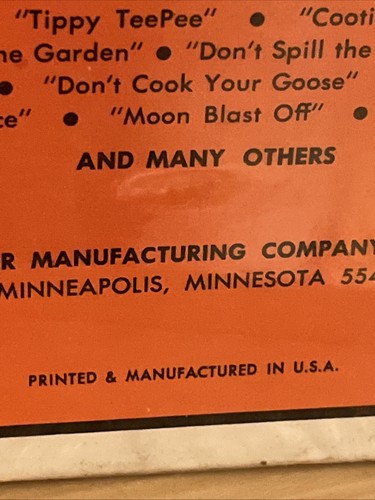 "Tippy TeePee" • "Cooti
he Garden" • "Don't Spill the
• "Don't Cook Your Goose"
ce" • "Moon Blast Off" •
AND MANY OTHERS
R MANUFACTURING COMPANY
MINNEAPOLIS, MINNESOTA 554
PRINTED & MANUFACTURED IN U.S.A.